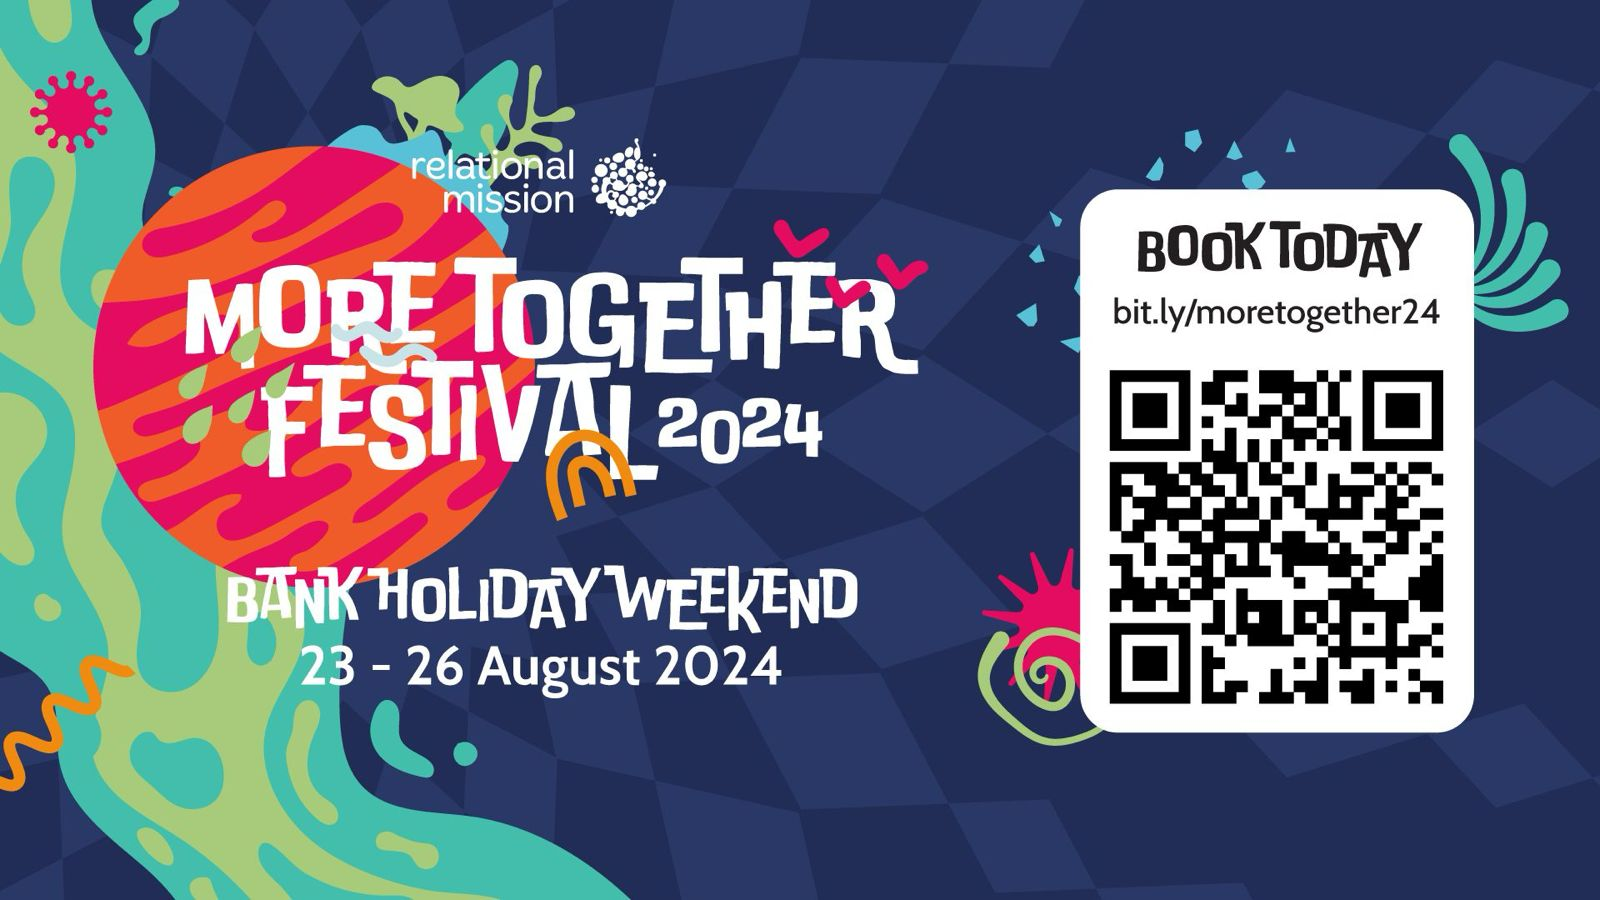 relational
mission
MORE TOGETHER
FESTIVAL 2024
BANK HOLIDAY WEEKEND
23 - 26 August 2024
BOOK TODAY
bit.ly/moretogether24